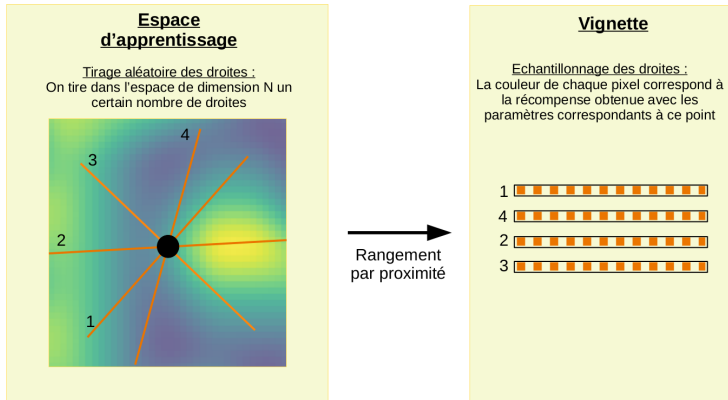 Espace
d'apprentissage
Tirage aléatoire des droites :
On tire dans l'espace de dimension N un
certain nombre de droites
4
3
2
1
Rangement
par proximité
Vignette
Echantillonnage des droites :
La couleur de chaque pixel correspond à
la récompense obtenue avec les
paramètres correspondants à ce point
1
4
2
3